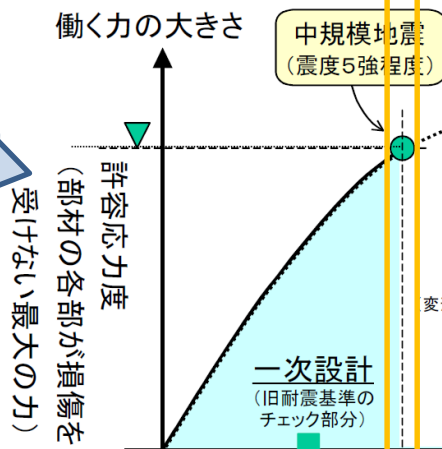 働く力の大きさ
中規模地震
(震度5強程度)
許容応力度
(部材の各部が損傷を
受けない最大の力)
一次設計
(旧耐震基準の
チェック部分)